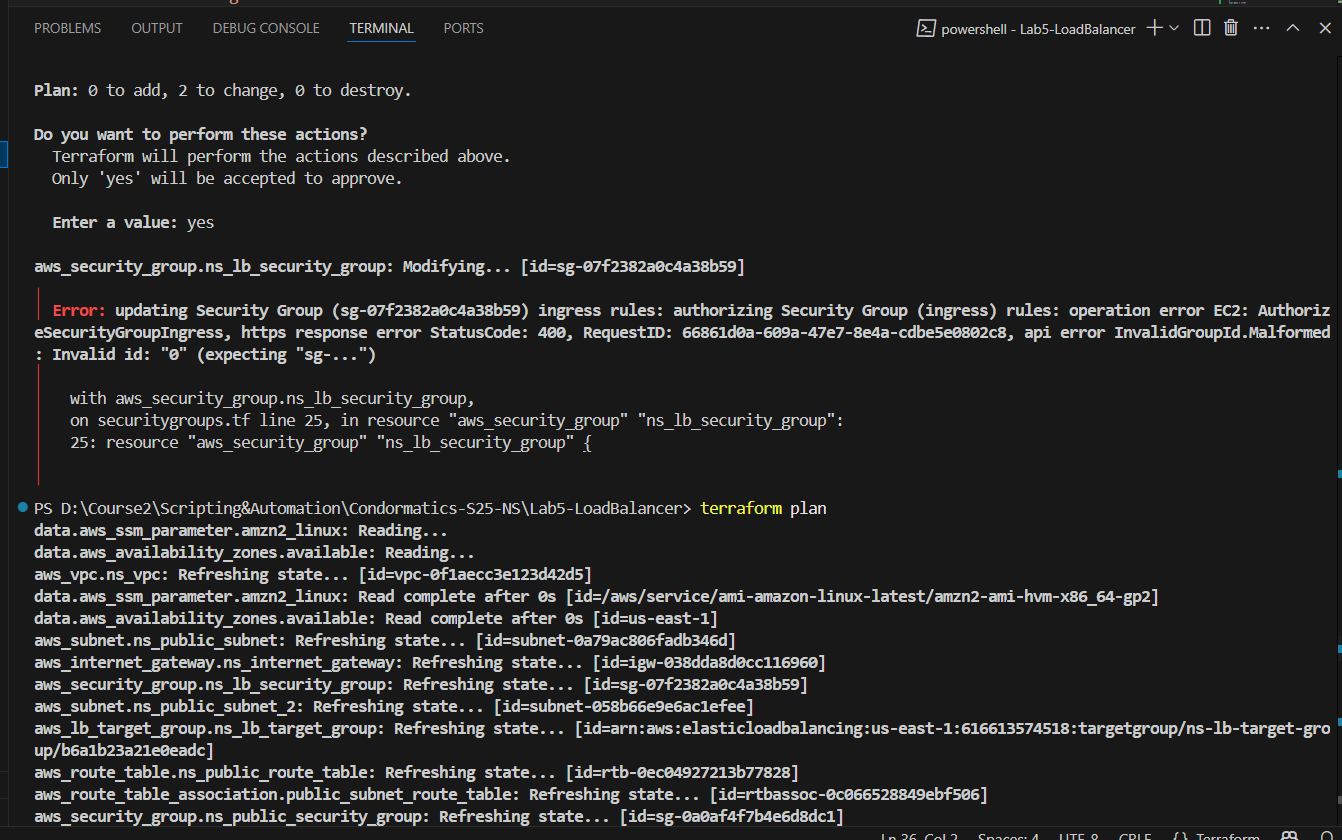 PROBLEMS OUTPUT DEBUG CONSOLE TERMINAL PORTS powershell - Lab5-LoadBalancer
Plan: 0 to add, 2 to change, 0 to destroy.
Do you want to perform these actions?
Terraform will perform the actions described above.
Only 'yes' will be accepted to approve.
Enter a value: yes
aws_security_group.ns_lb_security_group: Modifying... [id=sg-07f2382a0c4a38b59]
Error: updating Security Group (sg-07f2382a0c4a38b59) ingress rules: authorizing Security Group (ingress) rules: operation error EC2: Authoriz
eSecurityGroupIngress, https response error StatusCode: 400, RequestID: 66861d0a-609a-47e7-8e4a-cdbe5e0802c8, api error InvalidGroupId.Malformed
: Invalid id: "0" (expecting "sg-...")
with aws_security_group.ns_lb_security_group,
on securitygroups.tf line 25, in resource "aws_security_group" "ns_lb_security_group":
25: resource "aws_security_group" "ns_lb_security_group" {
PS D:\Course2\Scripting&Automation\Condormatics-S25-NS\Lab5-LoadBalancer> terraform plan
data.aws_ssm_parameter.amzn2_linux: Reading...
data.aws_availability_zones.available: Reading...
aws_vpc.ns_vpc: Refreshing state... [id=vpc-0f1aecc3e123d42d5]
data.aws_ssm_parameter.amzn2_linux: Read complete after 0s [id=/aws/service/ami-amazon-linux-latest/amzn2-ami-hvm-x86_64-gp2]
data.aws_availability_zones.available: Read complete after 0s [id=us-east-1]
aws_subnet.ns_public_subnet: Refreshing state... [id=subnet-0a79ac806fadb346d]
aws_internet_gateway.ns_internet_gateway: Refreshing state... [id=igw-038dda8d0cc116960]
aws_security_group.ns_lb_security_group: Refreshing state... [id=sg-07f2382a0c4a38b59]
aws_subnet.ns_public_subnet_2: Refreshing state... [id=subnet-058b66e9e6ac1efee]
aws_lb_target_group.ns_lb_target_group: Refreshing state... [id=arn:aws:elasticloadbalancing:us-east-1:616613574518:targetgroup/ns-lb-target-gro
up/b6a1b23a21e0eadc]
aws_route_table.ns_public_route_table: Refreshing state... [id=rtb-0ec04927213b77828]
aws_route_table_association.public_subnet_route_table: Refreshing state... [id=rtbassoc-0c066528849ebf506]
aws_security_group.ns_public_security_group: Refreshing state... [id=sg-0a0af4f7b4e6d8dc1]
Ln 36, Col 2 Spaces: 4 UTF-8 CRLF {} Terraform